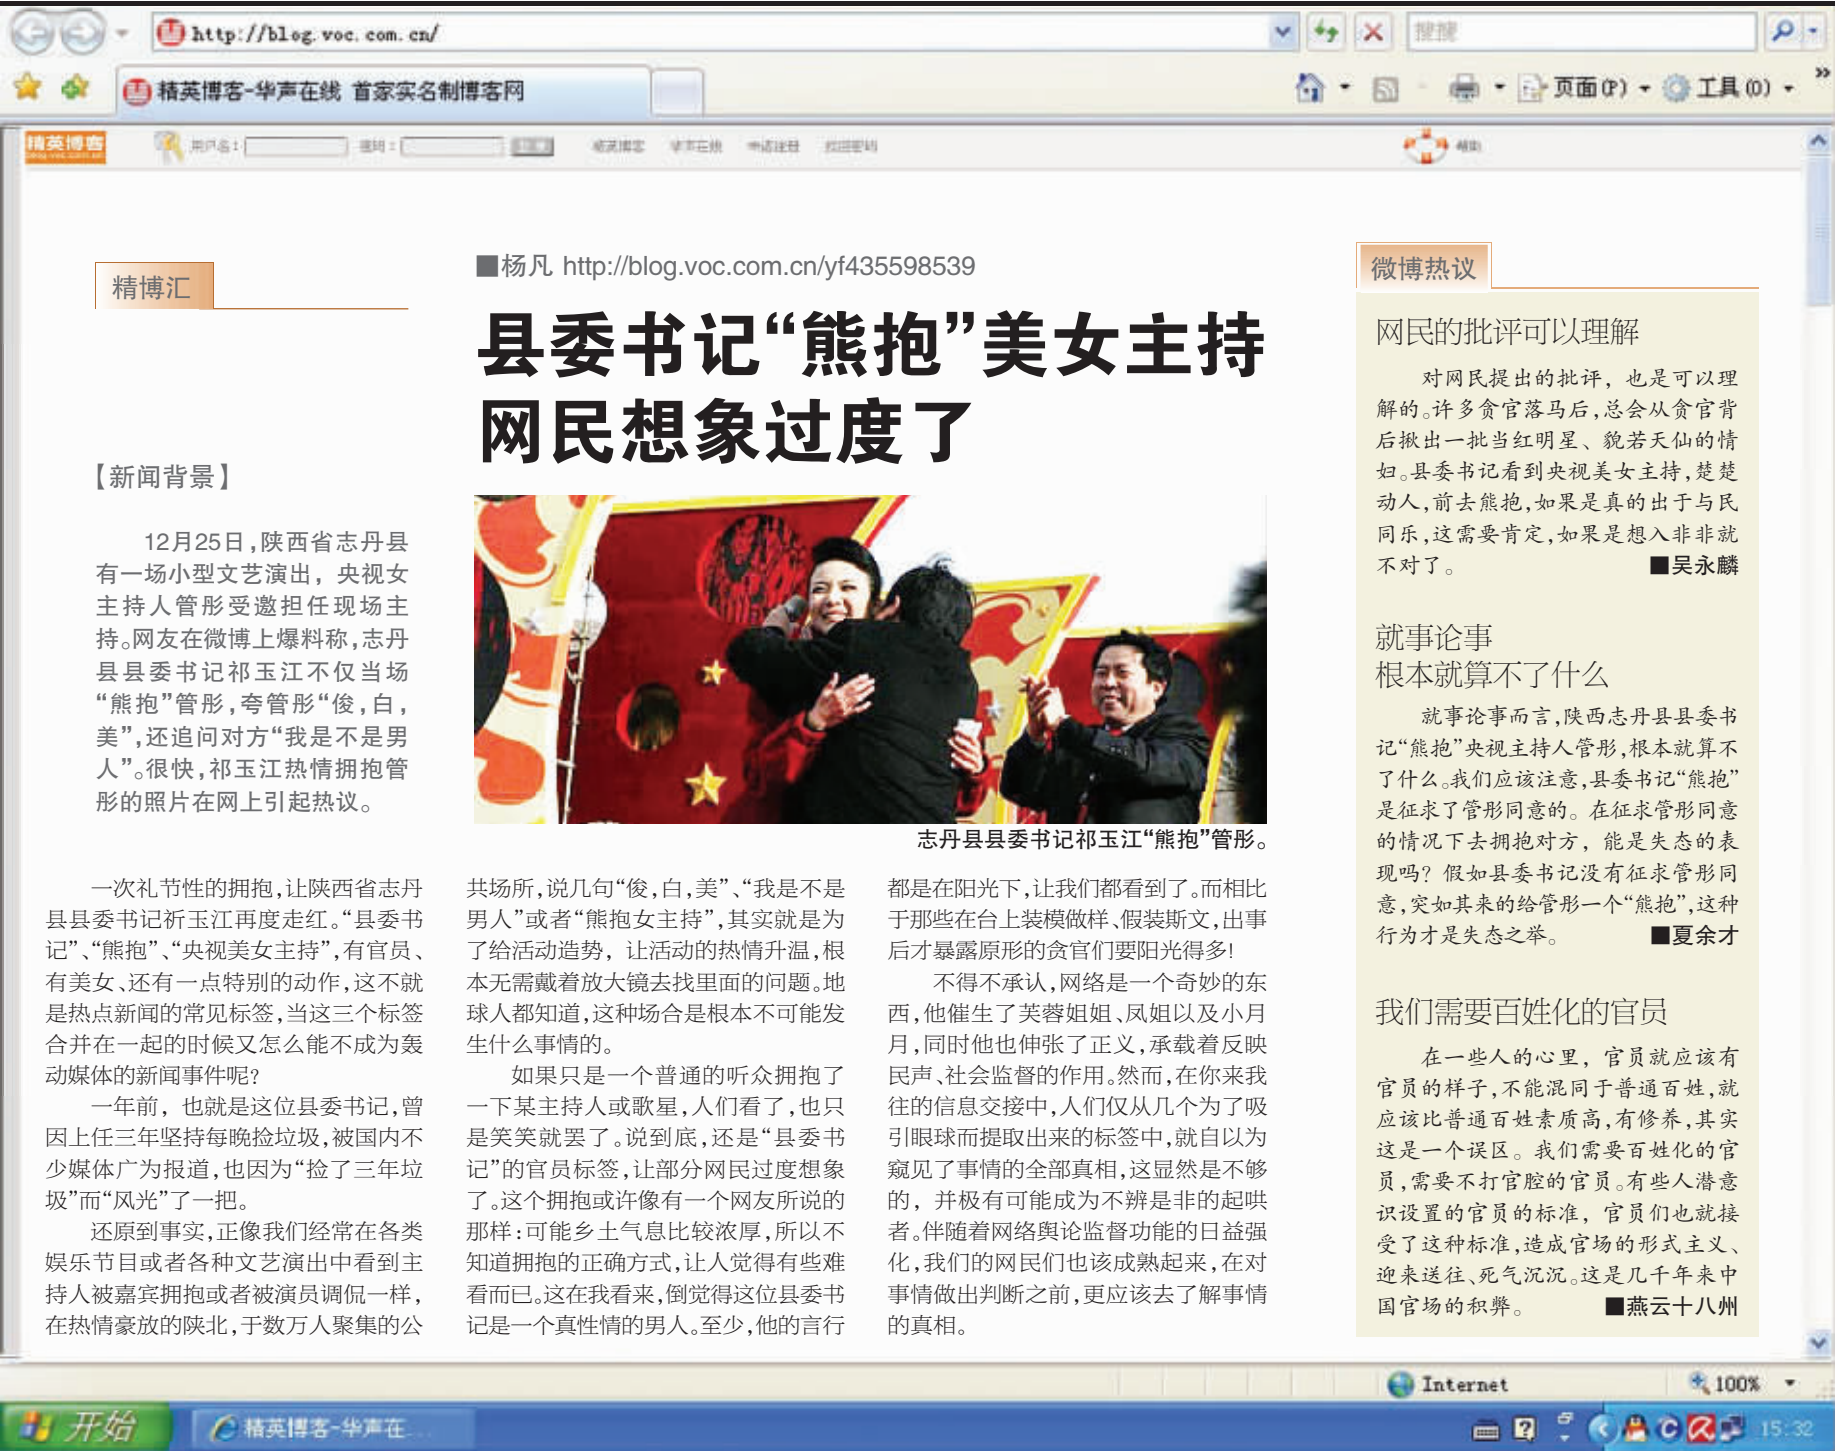 http://blog.voc.com.cn/
搜搜
精英博客-华声在线 首家实名制博客网
页面(P)
工具(O)
精英博客
用户名：
密码：
精英博客 华声在线 申请注册 找回密码
帮助
精博汇
【新闻背景】
12月25日，陕西省志丹县
有一场小型文艺演出，央视女
主持人管彤受邀担任现场主
持。网友在微博上爆料称，志丹
县县委书记祁玉江不仅当场
“熊抱”管彤，夸管彤“俊，白，
美”，还追问对方“我是不是男
人”。很快，祁玉江热情拥抱管
彤的照片在网上引起热议。
■杨凡 http://blog.voc.com.cn/yf435598539
县委书记“熊抱”美女主持
网民想象过度了
志丹县县委书记祁玉江“熊抱”管彤。
一次礼节性的拥抱，让陕西省志丹
县县委书记祈玉江再度走红。“县委书
记”、“熊抱”、“央视美女主持”，有官员、
有美女、还有一点特别的动作，这不就
是热点新闻的常见标签，当这三个标签
合并在一起的时候又怎么能不成为轰
动媒体的新闻事件呢？
一年前，也就是这位县委书记，曾
因上任三年坚持每晚捡垃圾，被国内不
少媒体广为报道，也因为“捡了三年垃
圾”而“风光”了一把。
还原到事实，正像我们经常在各类
娱乐节目或者各种文艺演出中看到主
持人被嘉宾拥抱或者被演员调侃一样，
在热情豪放的陕北，于数万人聚集的公
共场所，说几句“俊，白，美”、“我是不是
男人”或者“熊抱女主持”，其实就是为
了给活动造势，让活动的热情升温，根
本无需戴着放大镜去找里面的问题。地
球人都知道，这种场合是根本不可能发
生什么事情的。
如果只是一个普通的听众拥抱了
一下某主持人或歌星，人们看了，也只
是笑笑就罢了。说到底，还是“县委书
记”的官员标签，让部分网民过度想象
了。这个拥抱或许像有一个网友所说的
那样：可能乡土气息比较浓厚，所以不
知道拥抱的正确方式，让人觉得有些难
看而已。这在我看来，倒觉得这位县委书
记是一个真性情的男人。至少，他的言行
都是在阳光下，让我们都看到了。而相比
于那些在台上装模做样、假装斯文，出事
后才暴露原形的贪官们要阳光得多！
不得不承认，网络是一个奇妙的东
西，他催生了芙蓉姐姐、凤姐以及小月
月，同时他也伸张了正义，承载着反映
民声、社会监督的作用。然而，在你来我
往的信息交接中，人们仅从几个为了吸
引眼球而提取出来的标签中，就自以为
窥见了事情的全部真相，这显然是不够
的，并极有可能成为不辨是非的起哄
者。伴随着网络舆论监督功能的日益强
化，我们的网民们也该成熟起来，在对
事情做出判断之前，更应该去了解事情
的真相。
微博热议
网民的批评可以理解
对网民提出的批评，也是可以理
解的。许多贪官落马后，总会从贪官背
后揪出一批当红明星、貌若天仙的情
妇。县委书记看到央视美女主持，楚楚
动人，前去熊抱，如果是真的出于与民
同乐，这需要肯定，如果是想入非非就
不对了。 ■吴永麟
就事论事
根本就算不了什么
就事论事而言，陕西志丹县县委书
记“熊抱”央视主持人管彤，根本就算不
了什么。我们应该注意，县委书记“熊抱”
是征求了管彤同意的。在征求管彤同意
的情况下去拥抱对方，能是失态的表
现吗？假如县委书记没有征求管彤同
意，突如其来的给管彤一个“熊抱”，这种
行为才是失态之举。 ■夏余才
我们需要百姓化的官员
在一些人的心里，官员就应该有
官员的样子，不能混同于普通百姓，就
应该比普通百姓素质高，有修养，其实
这是一个误区。我们需要百姓化的官
员，需要不打官腔的官员。有些人潜意
识设置的官员的标准，官员们也就接
受了这种标准，造成官场的形式主义、
迎来送往、死气沉沉。这是几千年来中
国官场的积弊。 ■燕云十八州
Internet
100%
开始
精英博客-华声在...
15:32